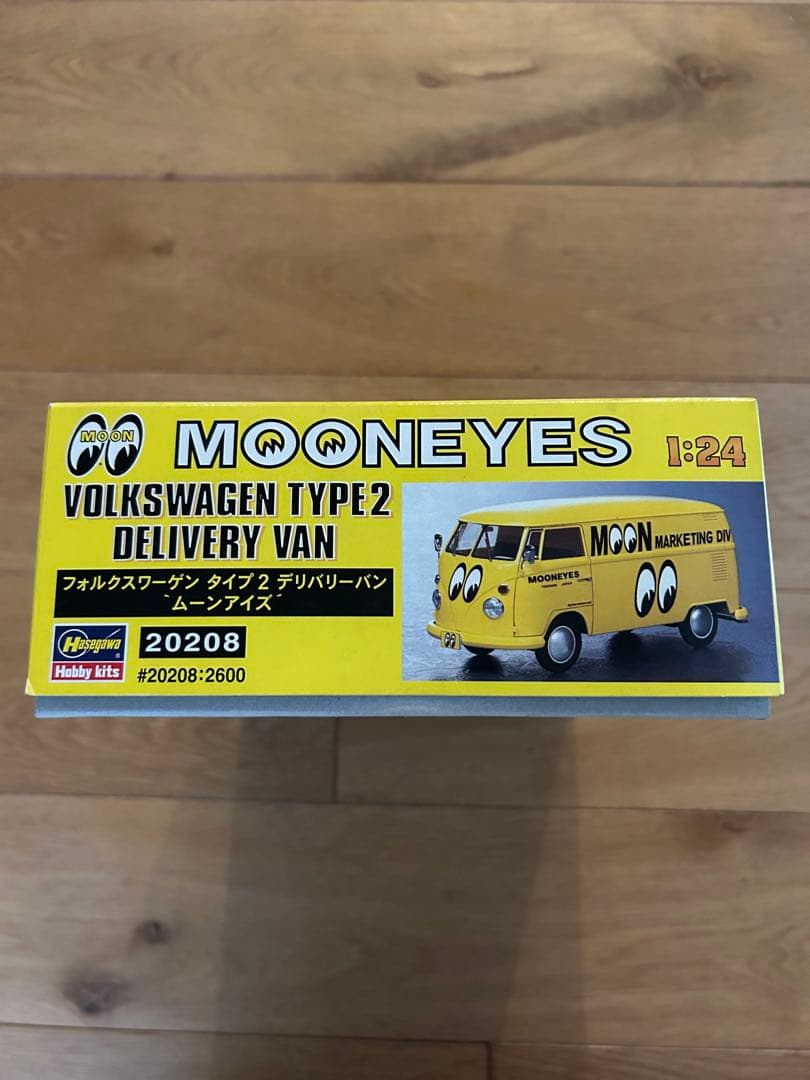 MOON
MOONEYES
1:24
VOLKSWAGEN TYPE2
DELIVERY VAN
フォルクスワーゲン タイプ2 デリバリーバン
`ムーンアイズ´
Hasegawa
Hobby kits
20208
#20208:2600
MOONEYES
MOON MARKETING DIV